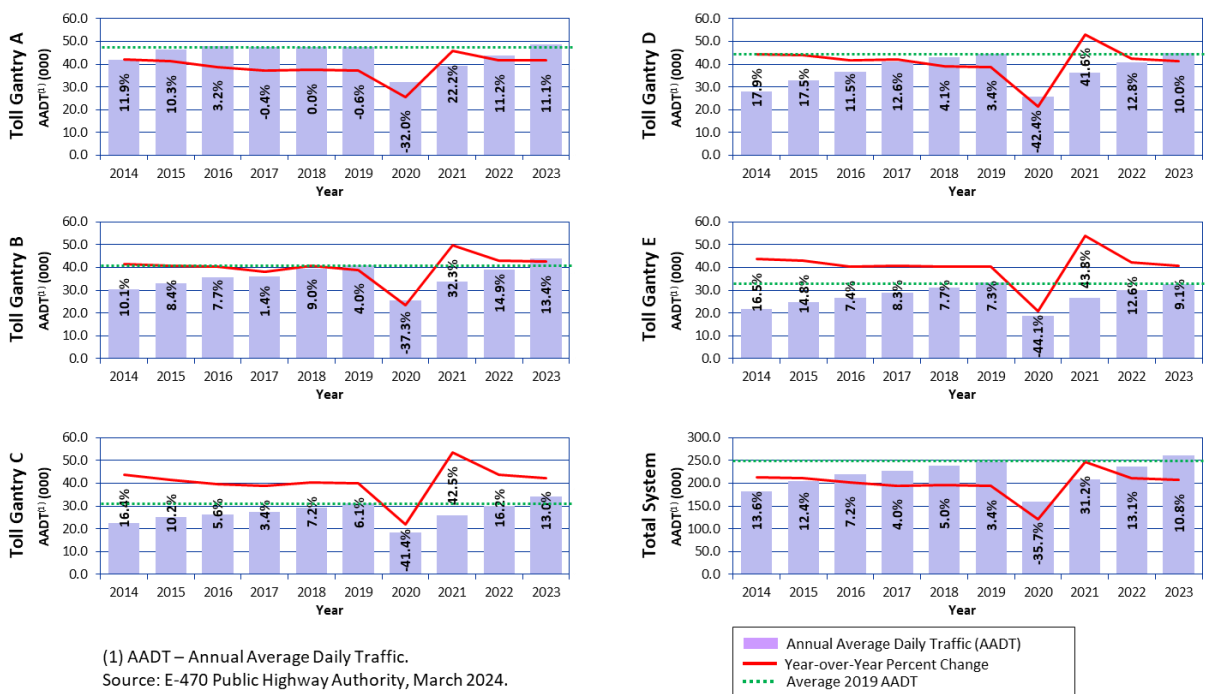 Toll Gantry A
AADT(1) (000)
60.0
50.0
40.0
30.0
20.0
10.0
0.0
11.9% 10.3% 3.2% -0.4% 0.0% -0.6% -32.0% 22.2% 11.2% 11.1%
2014 2015 2016 2017 2018 2019 2020 2021 2022 2023
Year
Toll Gantry D
AADT(1) (000)
60.0
50.0
40.0
30.0
20.0
10.0
0.0
17.9% 17.5% 11.5% 12.6% 4.1% 3.4% -42.4% 41.6% 12.8% 10.0%
2014 2015 2016 2017 2018 2019 2020 2021 2022 2023
Year
Toll Gantry B
AADT(1) (000)
60.0
50.0
40.0
30.0
20.0
10.0
0.0
10.1% 8.4% 7.7% 1.4% 9.0% 4.0% -37.3% 32.3% 14.9% 13.4%
2014 2015 2016 2017 2018 2019 2020 2021 2022 2023
Year
Toll Gantry E
AADT(1) (000)
60.0
50.0
40.0
30.0
20.0
10.0
0.0
16.5% 14.8% 7.4% 8.3% 7.7% 7.3% -44.1% 43.8% 12.6% 9.1%
2014 2015 2016 2017 2018 2019 2020 2021 2022 2023
Year
Toll Gantry C
AADT(1) (000)
60.0
50.0
40.0
30.0
20.0
10.0
0.0
16.4% 10.2% 5.6% 3.4% 7.2% 6.1% -41.4% 42.5% 16.2% 13.0%
2014 2015 2016 2017 2018 2019 2020 2021 2022 2023
Year
Total System
AADT(1) (000)
300.0
250.0
200.0
150.0
100.0
50.0
0.0
13.6% 12.4% 7.2% 4.0% 5.0% 3.4% -35.7% 31.2% 13.1% 10.8%
2014 2015 2016 2017 2018 2019 2020 2021 2022 2023
Year
(1) AADT – Annual Average Daily Traffic.
Source: E-470 Public Highway Authority, March 2024.
Annual Average Daily Traffic (AADT)
Year-over-Year Percent Change
Average 2019 AADT